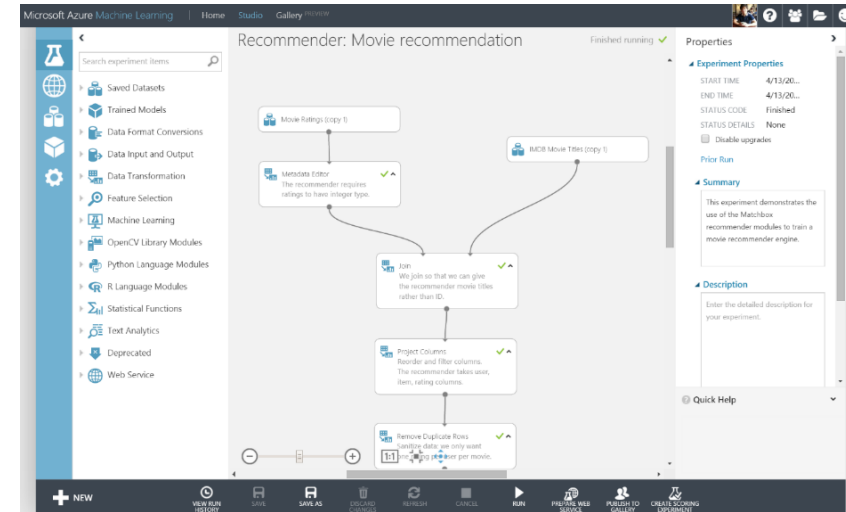 Microsoft Azure Machine Learning | Home Studio Gallery PREVIEW
Search experiment items
Saved Datasets
Trained Models
Data Format Conversions
Data Input and Output
Data Transformation
Feature Selection
Machine Learning
OpenCV Library Modules
Python Language Modules
R Language Modules
Statistical Functions
Text Analytics
Deprecated
Web Service
Recommender: Movie recommendation
Finished running
Movie Ratings (copy 1)
IMDB Movie Titles (copy 1)
Metadata Editor
The recommender requires
ratings to have integer type.
Join
We join so that we can give
the recommender movie titles
rather than ID.
Project Columns
Reorder and filter columns.
The recommender takes user,
item, rating columns.
Remove Duplicate Rows
Sanitize data: we only want
one rating per user per movie.
1:1
Properties
Experiment Properties
START TIME 4/13/20...
END TIME 4/13/20...
STATUS CODE Finished
STATUS DETAILS None
Disable upgrades
Prior Run
Summary
This experiment demonstrates the
use of the Matchbox
recommender modules to train a
movie recommender engine.
Description
Enter the detailed description for
your experiment.
Quick Help
NEW
VIEW RUN
HISTORY
SAVE
SAVE AS
DISCARD
CHANGES
REFRESH
CANCEL
RUN
PREPARE WEB
SERVICE
PUBLISH TO
GALLERY
CREATE SCORING
EXPERIMENT